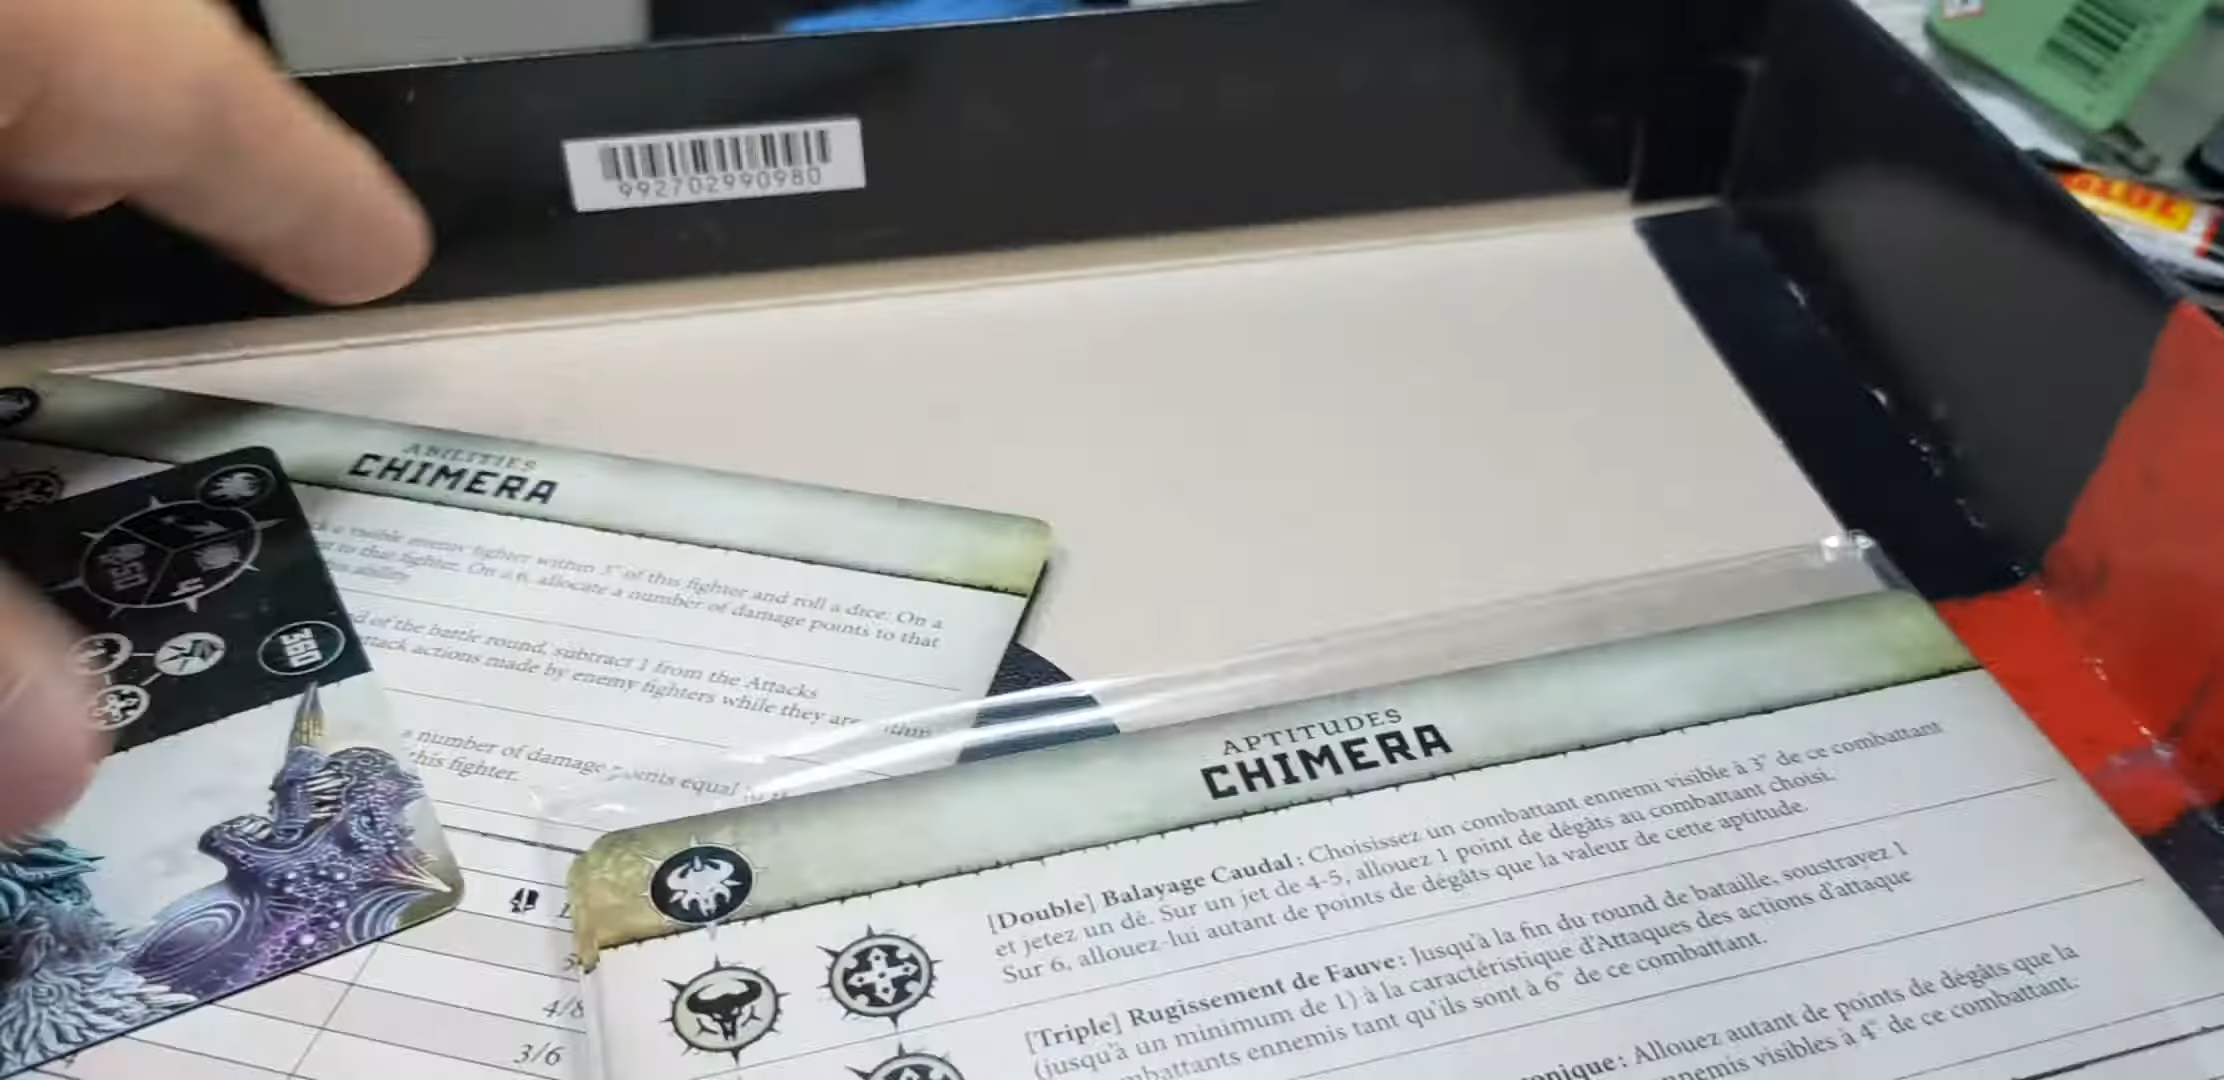 992702990980
GLUE
ABILITIES
CHIMERA
visible enemy fighter within 3" of this fighter and roll a dice. On a
to that fighter. On a 6, allocate a number of damage points to that
ability
of the battle round, subtract 1 from the Attacks
attack actions made by enemy fighters while they are within
a number of damage points equal
this fighter.
4
360
4/8
3/6
APTITUDES
CHIMERA
[Double] Balayage Caudal: Choisissez un combattant ennemi visible à 3" de ce combattant
et jetez un dé. Sur un jet de 4-5, allouez 1 point de dégâts au combattant choisi.
Sur 6, allouez-lui autant de points de dégâts que la valeur de cette aptitude.
[Triple] Rugissement de Fauve: Jusqu'à la fin du round de bataille, soustrayez 1
(jusqu'à un minimum de 1) à la caractéristique d'Attaques des actions d'attaque
combattants ennemis tant qu'ils sont à 6" de ce combattant.
Allouez autant de points de dégâts que la
ennemis visibles à 4" de ce combattant.